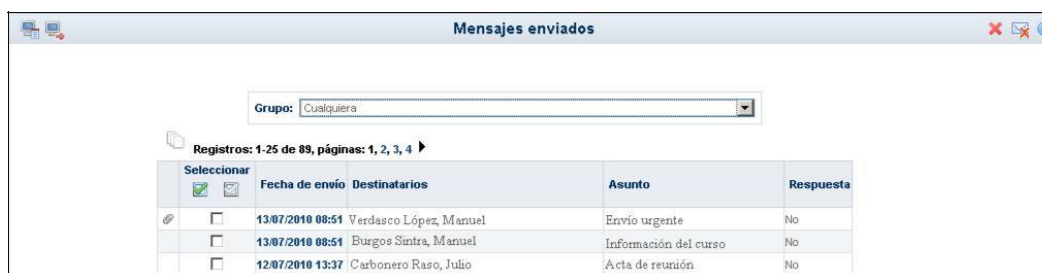 Mensajes enviados
Grupo: Cualquiera
Registros: 1-25 de 89, páginas: 1, 2, 3, 4
Seleccionar Fecha de envío Destinatarios Asunto Respuesta
13/07/2010 08:51 Verdasco López, Manuel Envío urgente No
13/07/2010 08:51 Burgos Sintra, Manuel Información del curso No
12/07/2010 13:37 Carbonero Raso, Julio Acta de reunión No